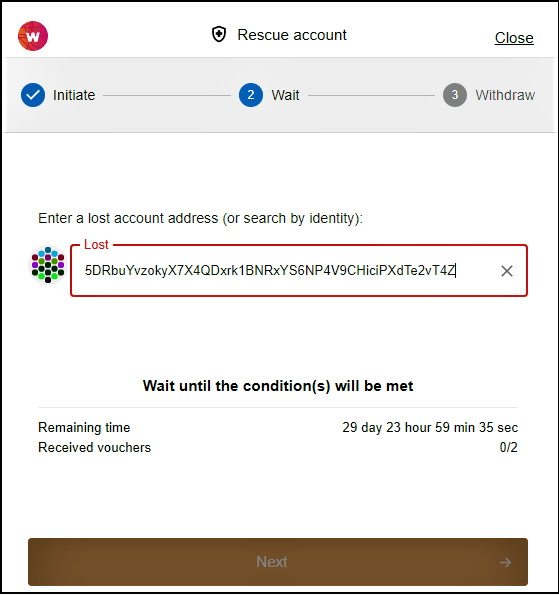 W
Rescue account
Close
Initiate
2
Wait
3
Withdraw
Enter a lost account address (or search by identity):
Lost
5DRbuYvzokyX7X4QDxrk1BNRxYS6NP4V9CHiciPXdTe2vT4Z
Wait until the condition(s) will be met
Remaining time 29 day 23 hour 59 min 35 sec
Received vouchers 0/2
Next